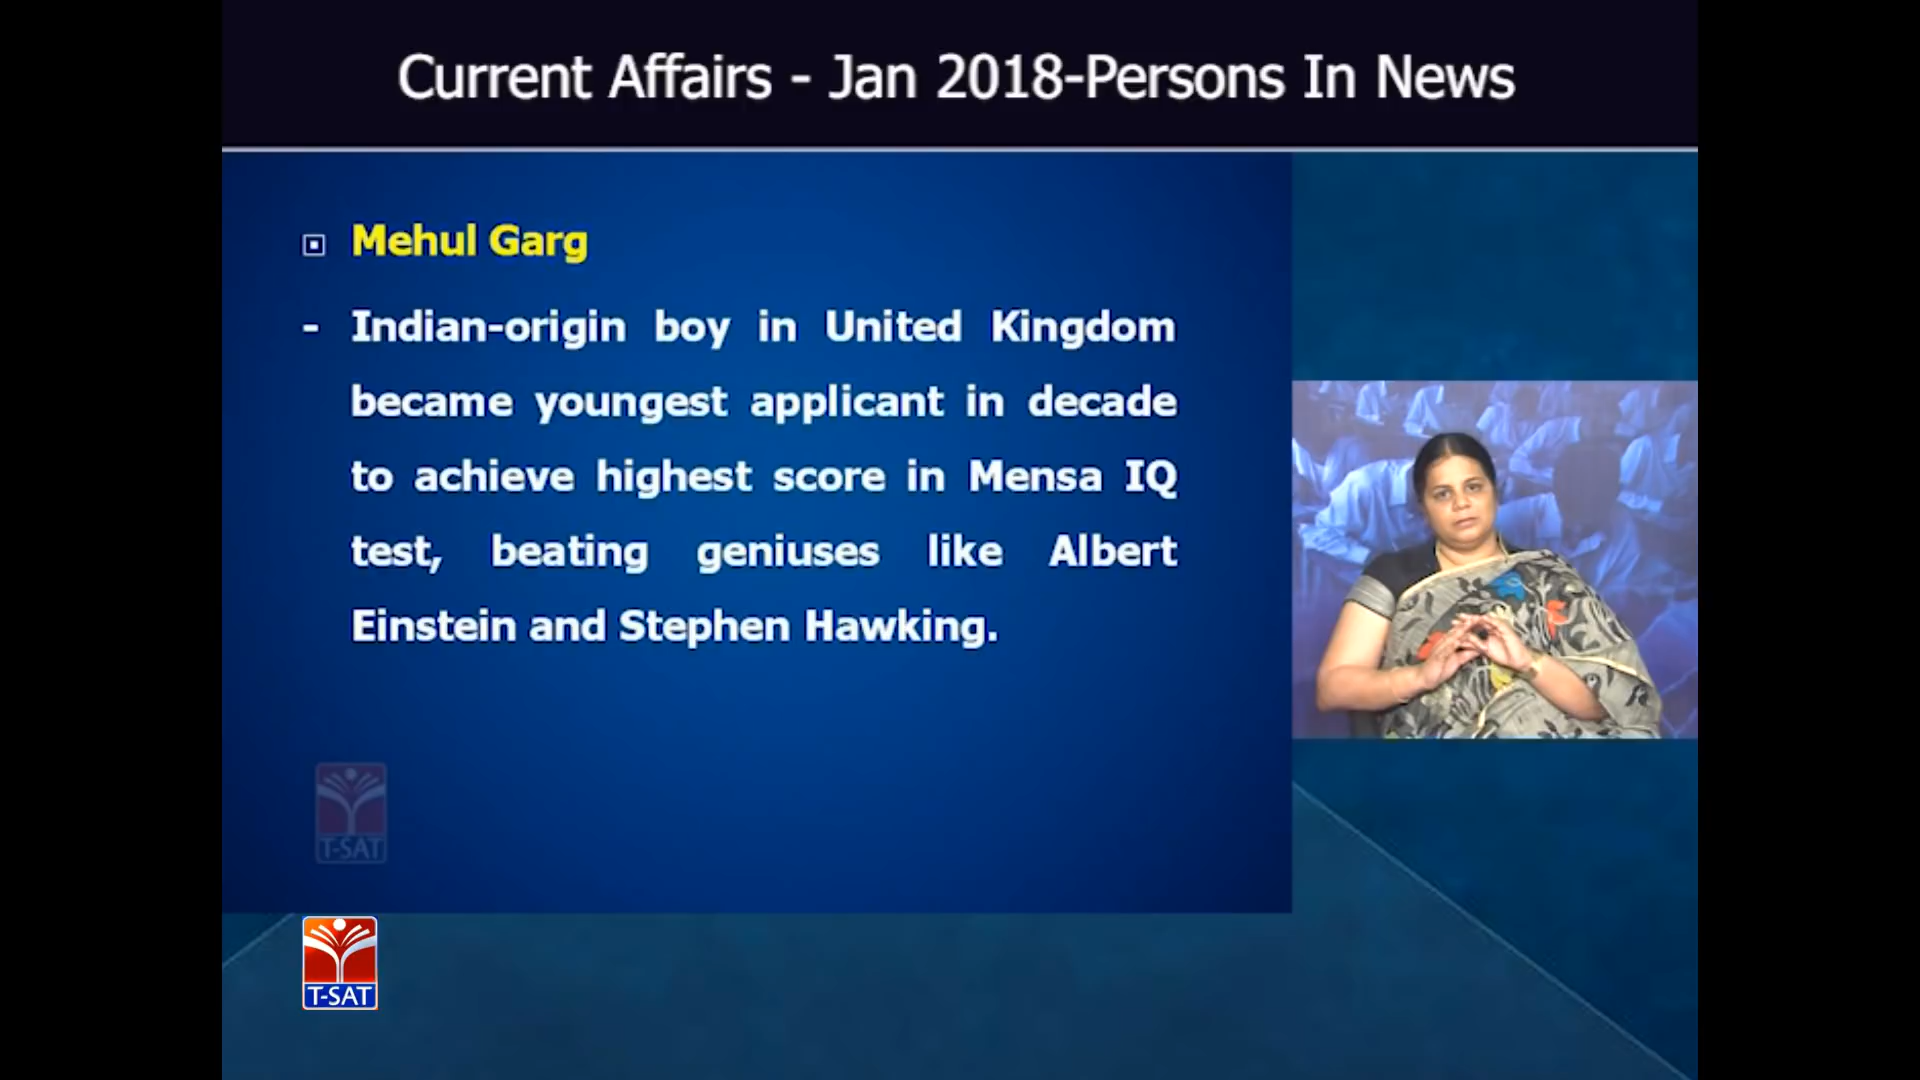 Current Affairs - Jan 2018-Persons In News
Mehul Garg
- Indian-origin boy in United Kingdom
became youngest applicant in decade
to achieve highest score in Mensa IQ
test, beating geniuses like Albert
Einstein and Stephen Hawking.
T-SAT
T-SAT